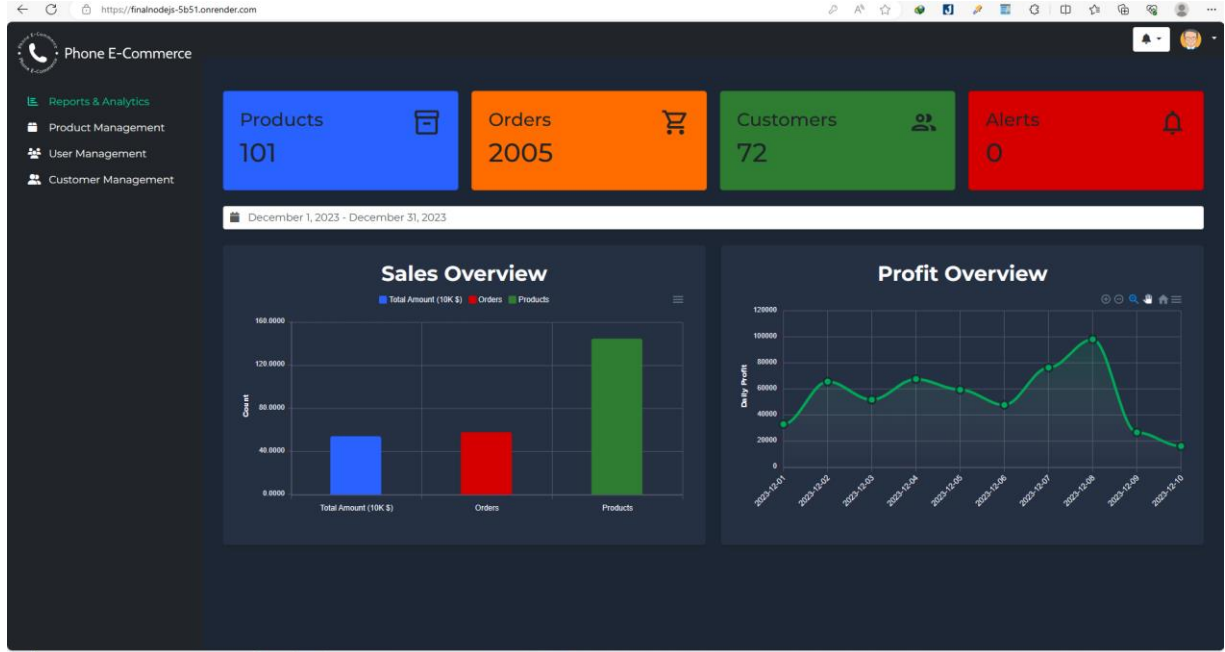 https://finalnodejs-5b51.onrender.com
Phone E-Commerce
Reports & Analytics
Product Management
User Management
Customer Management
Products
101
Orders
2005
Customers
72
Alerts
0
December 1, 2023 - December 31, 2023
Sales Overview
Total Amount (10K $) Orders Products
160.0000
120.0000
80.0000
40.0000
0.0000
Count
Total Amount (10K $) Orders Products
Profit Overview
120000
100000
80000
60000
40000
20000
0
Daily Profit
2023-12-01 2023-12-02 2023-12-03 2023-12-04 2023-12-05 2023-12-06 2023-12-07 2023-12-08 2023-12-09 2023-12-10